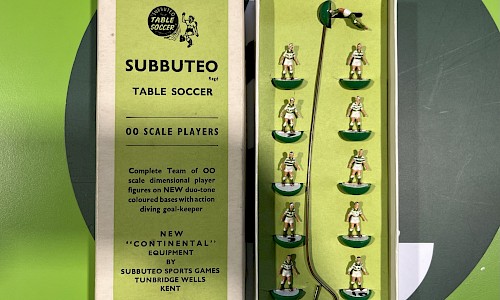 SUBBUTEO
TABLE
SOCCER
SUBBUTEO
Regd
TABLE SOCCER
OO SCALE PLAYERS
Complete Team of OO
scale dimensional player
figures on NEW duo-tone
coloured bases with action
diving goal-keeper
NEW
"CONTINENTAL"
EQUIPMENT
BY
SUBBUTEO SPORTS GAMES
TUNBRIDGE WELLS
KENT